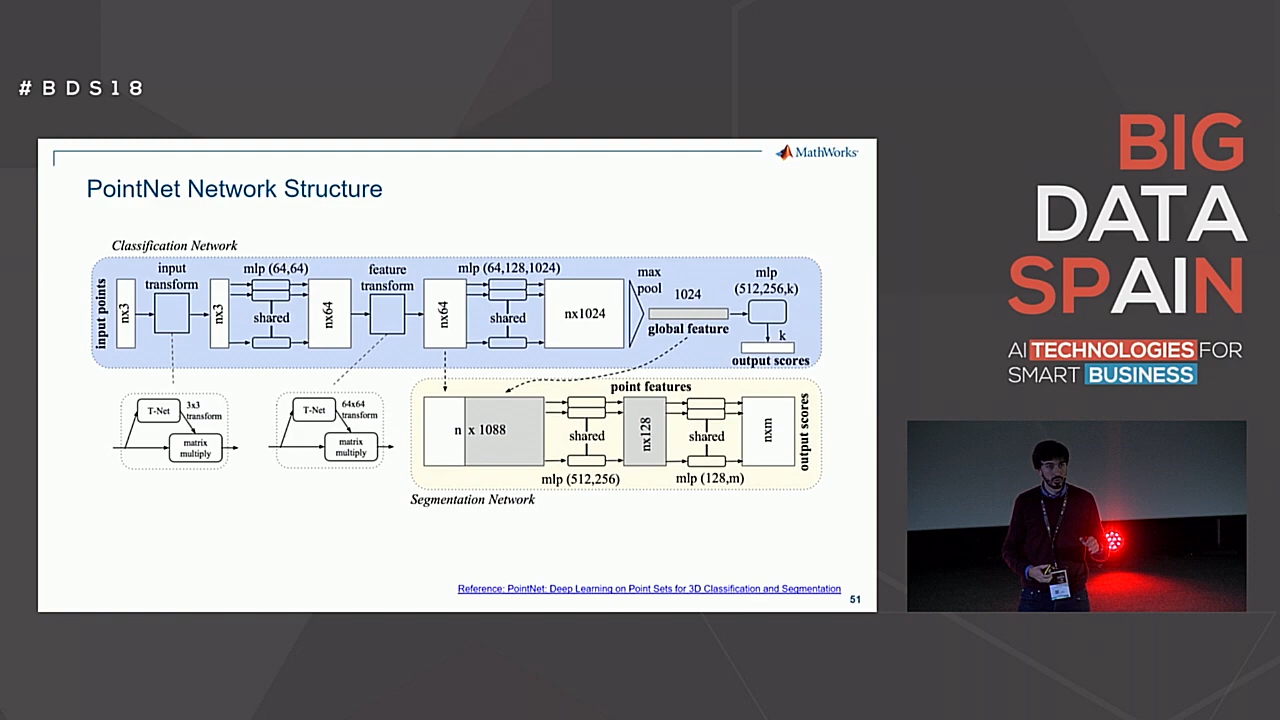 #BDS18
MathWorks
PointNet Network Structure
Classification Network
input points
nx3
input
transform
nx3
mlp (64,64)
shared
nx64
feature
transform
nx64
mlp (64,128,1024)
shared
nx1024
max
pool
1024
global feature
mlp
(512,256,k)
k
output scores
T-Net
3x3
transform
matrix
multiply
T-Net
64x64
transform
matrix
multiply
point features
n x 1088
shared
nx128
shared
nxm
output scores
mlp (512,256)
mlp (128,m)
Segmentation Network
Reference: PointNet: Deep Learning on Point Sets for 3D Classification and Segmentation
51
BIG
DATA
SPAIN
AI TECHNOLOGIES FOR
SMART BUSINESS